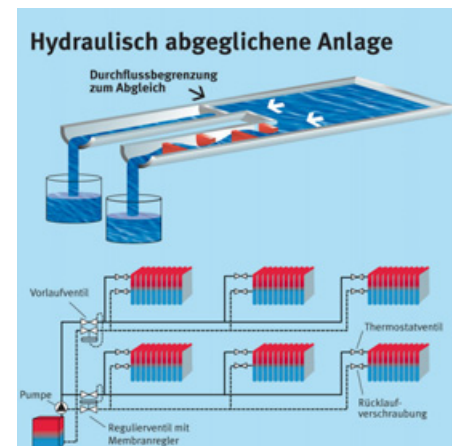 Hydraulisch abgeglichene Anlage
Durchflussbegrenzung
zum Abgleich
Vorlaufventil
Thermostatventil
Pumpe
Rücklauf-
verschraubung
Regulierventil mit
Membranregler